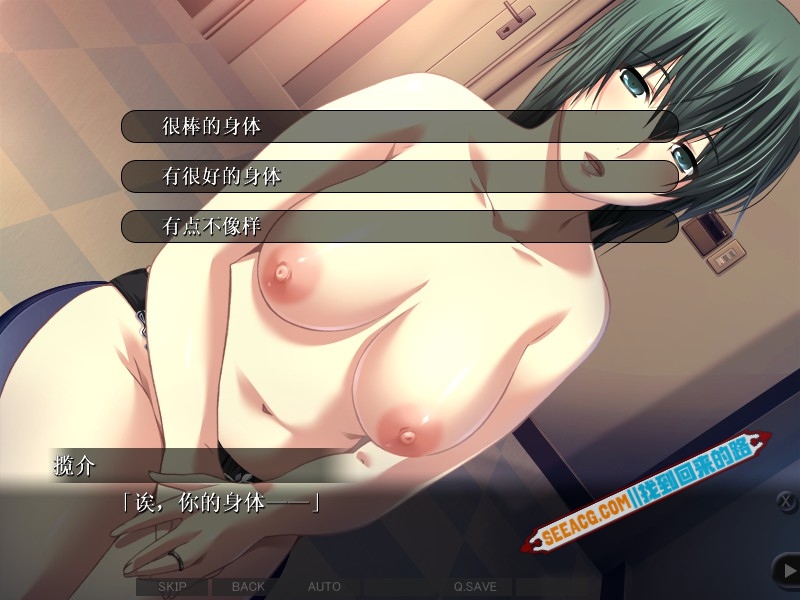 很棒的身体
有很好的身体
有点不像样
揽介
「诶，你的身体——」
SEEACG.COM||找到回来的路
SKIP BACK AUTO Q.SAVE